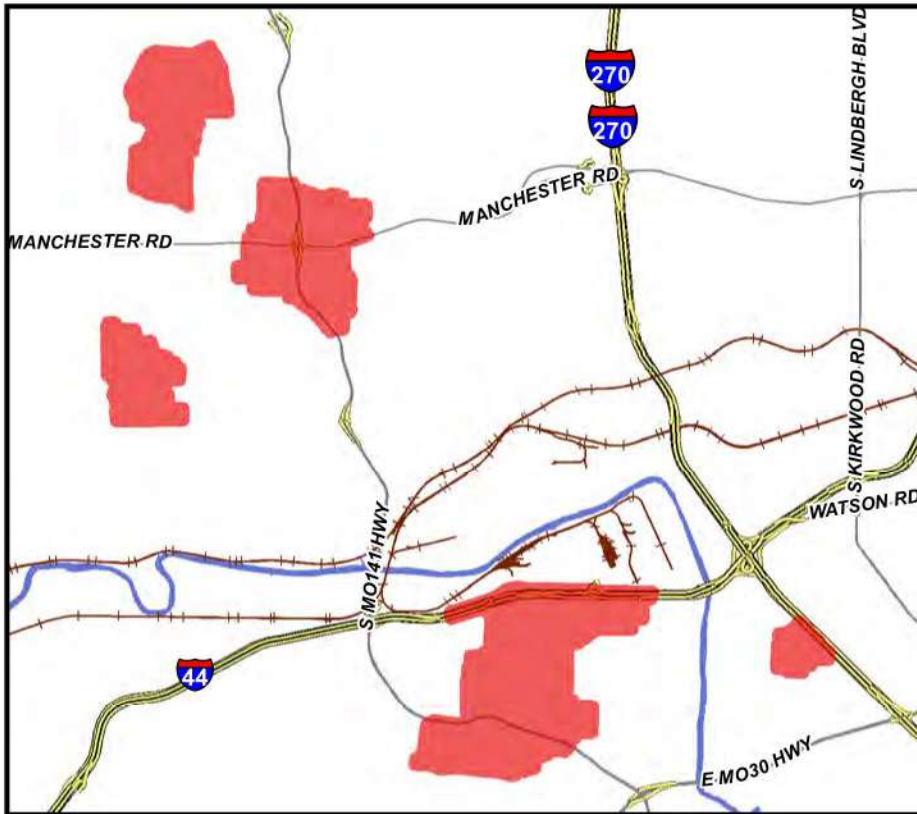 270
270
S LINDBERGH BLVD
MANCHESTER RD
MANCHESTER RD
S KIRKWOOD RD
WATSON RD
S MO141 HWY
44
E MO30 HWY